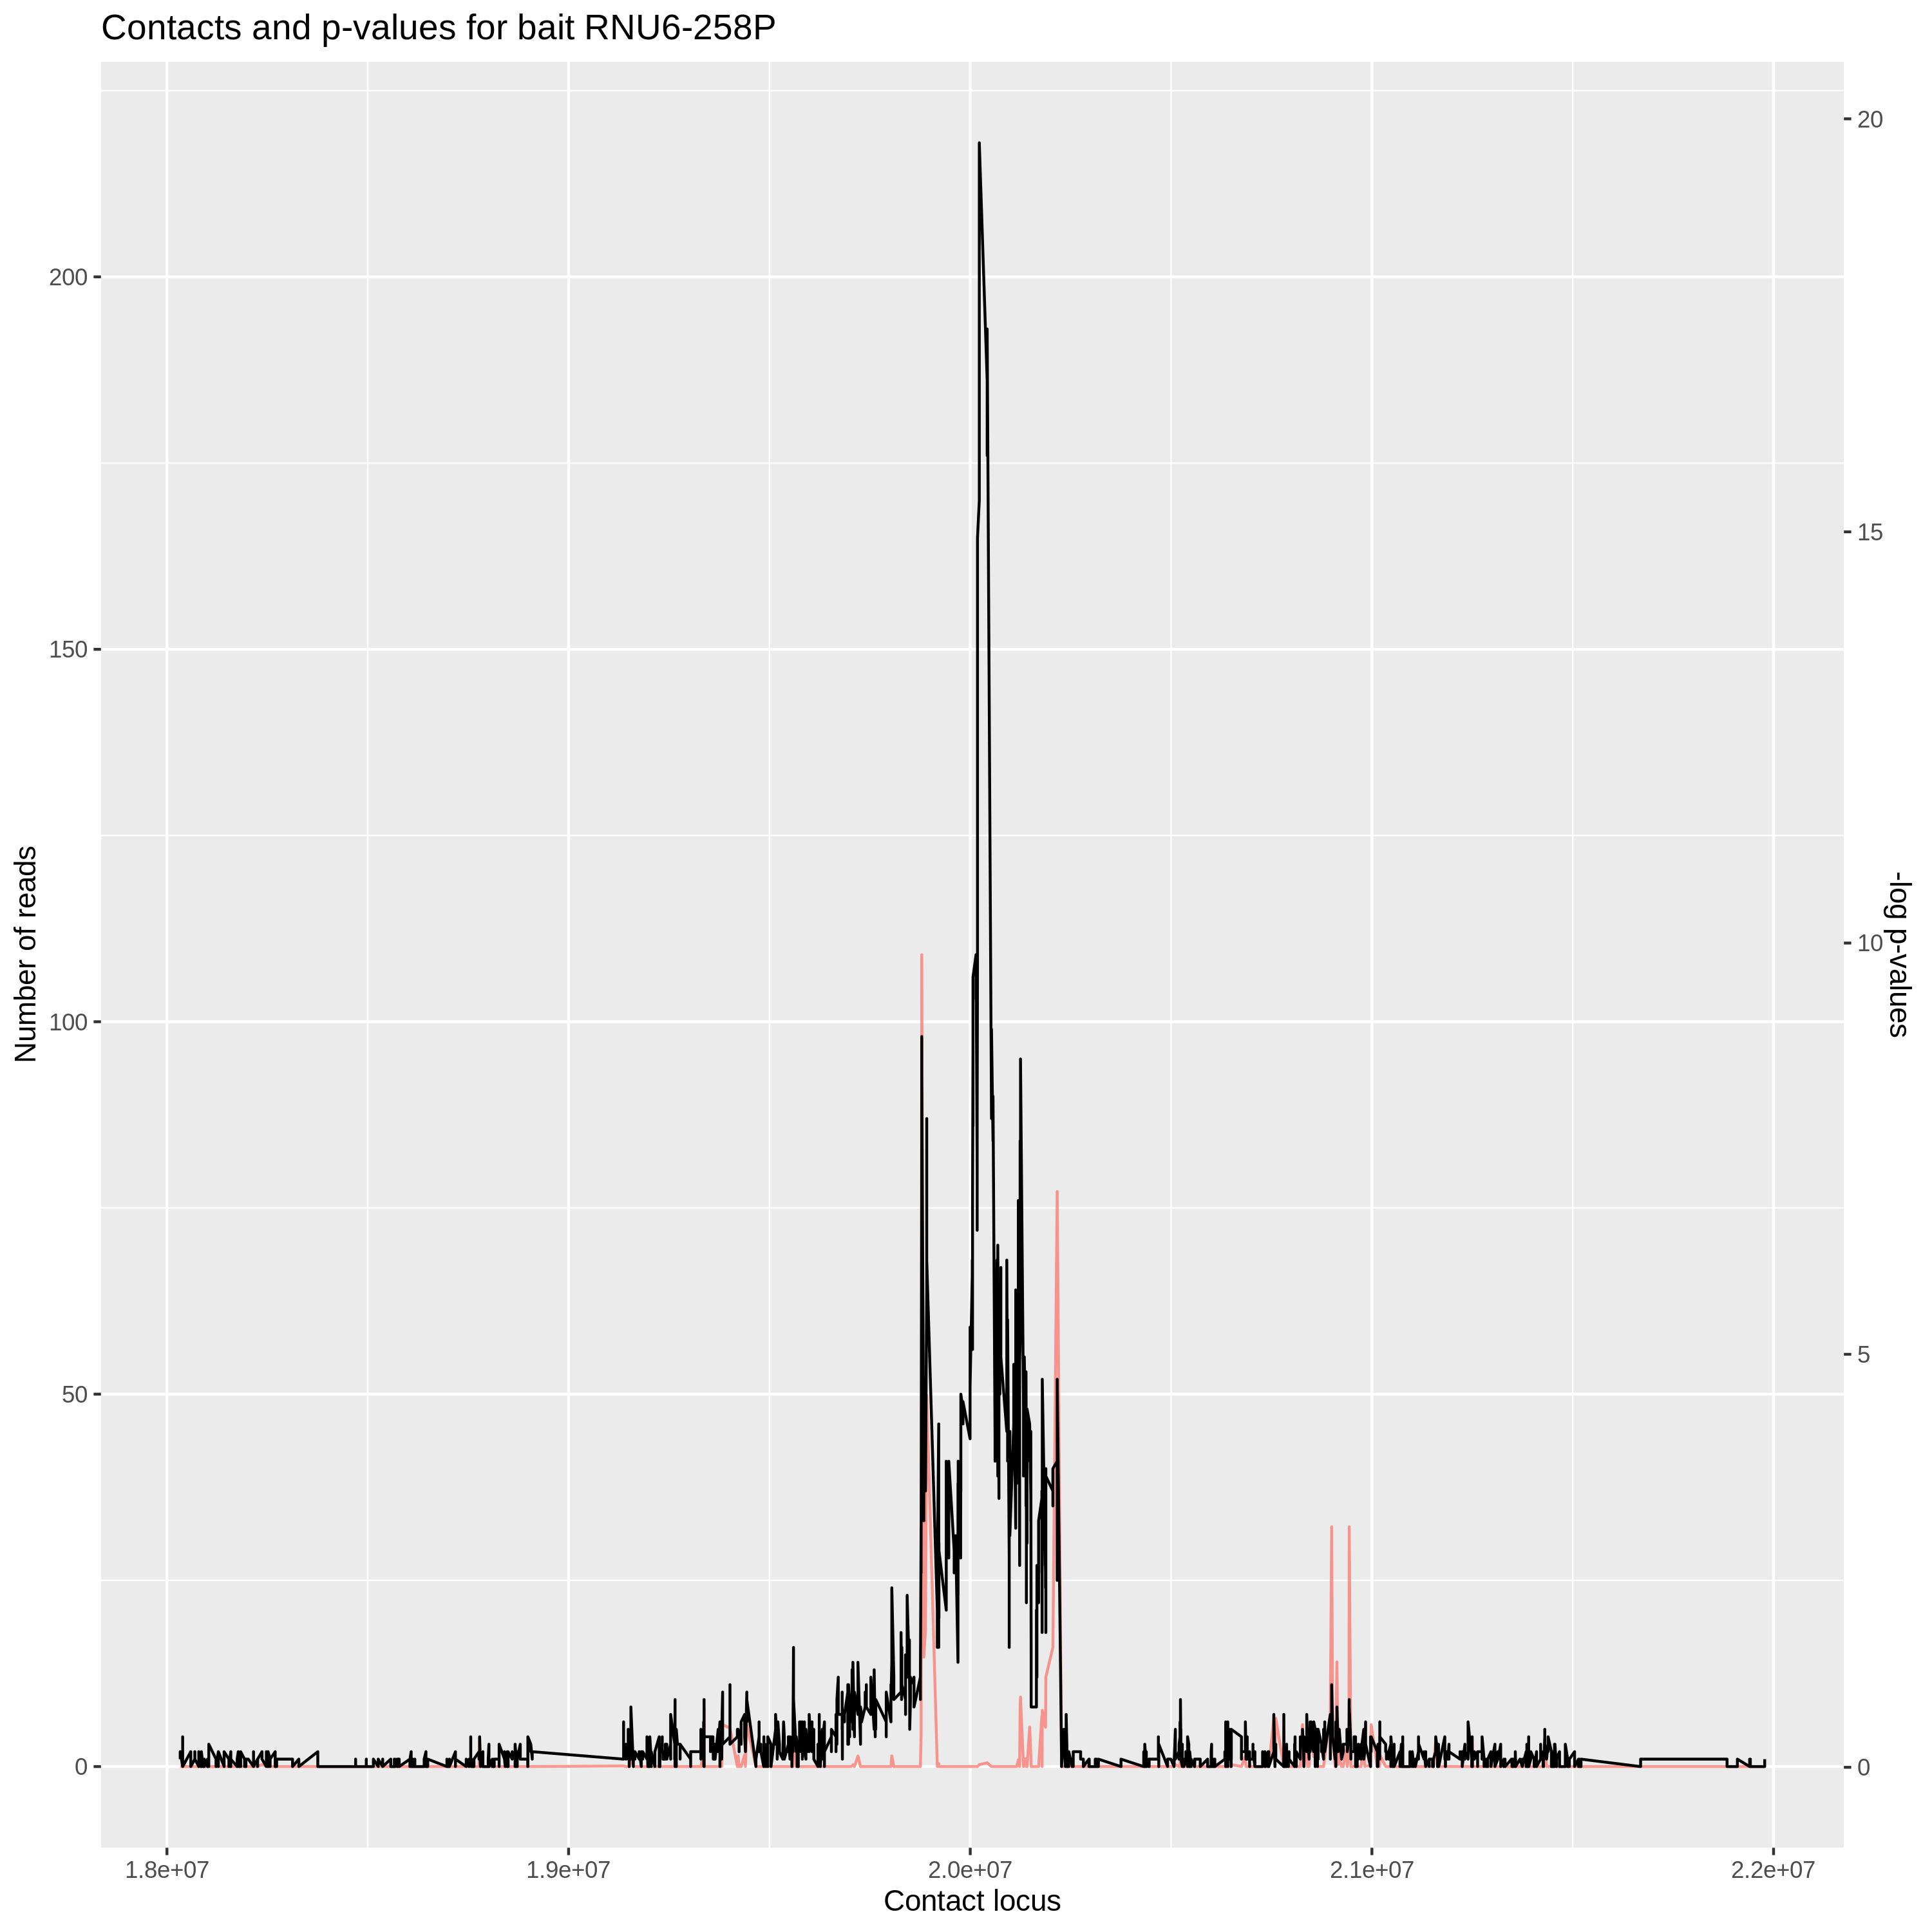 Contacts and p-values for bait RNU6-258P
Number of reads
200
150
100
50
0
20
15
10
5
0
-log p-values
1.8e+07
1.9e+07
2.0e+07
2.1e+07
2.2e+07
Contact locus